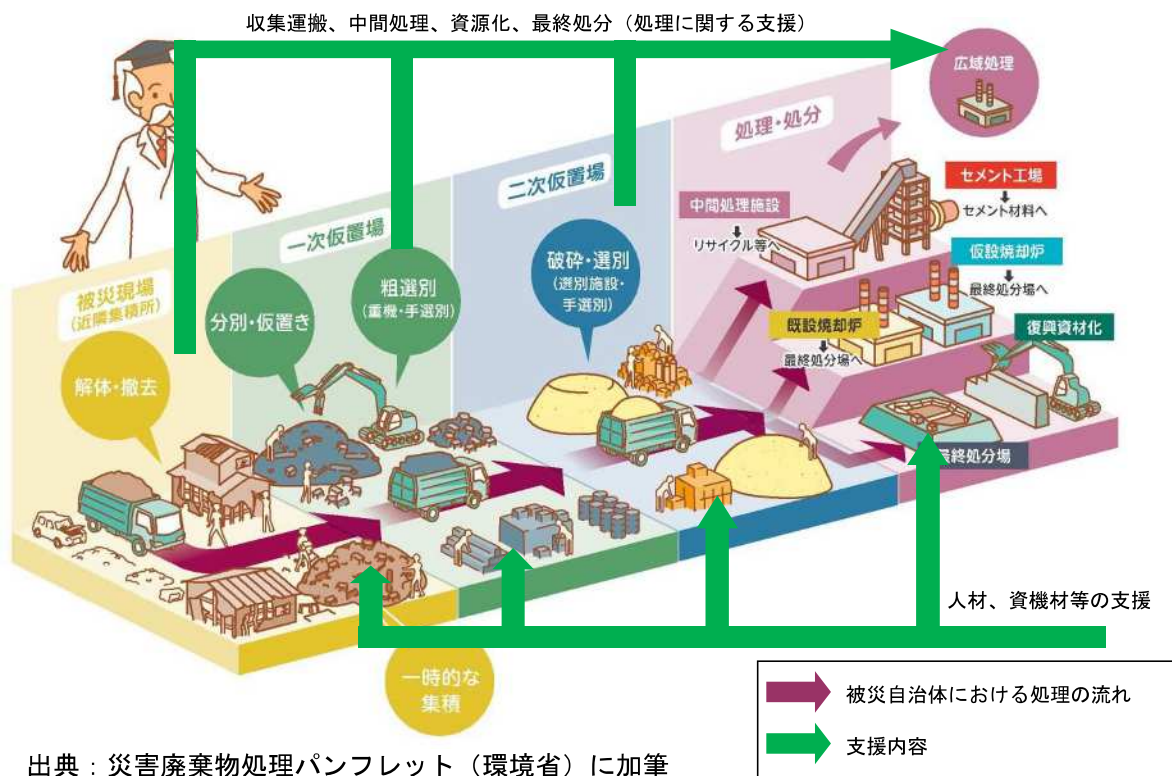 収集運搬、中間処理、資源化、最終処分（処理に関する支援）
広域処理
処理・処分
二次仮置場
一次仮置場
被災現場
（近隣集積所）
セメント工場
セメント材料へ
中間処理施設
リサイクル等へ
仮設焼却炉
最終処分場へ
破砕・選別
（選別施設・
手選別）
粗選別
（重機・手選別）
分別・仮置き
既設焼却炉
最終処分場へ
復興資材化
解体・撤去
最終処分場
人材、資機材等の支援
一時的な
集積
被災自治体における処理の流れ
支援内容
出典：災害廃棄物処理パンフレット（環境省）に加筆